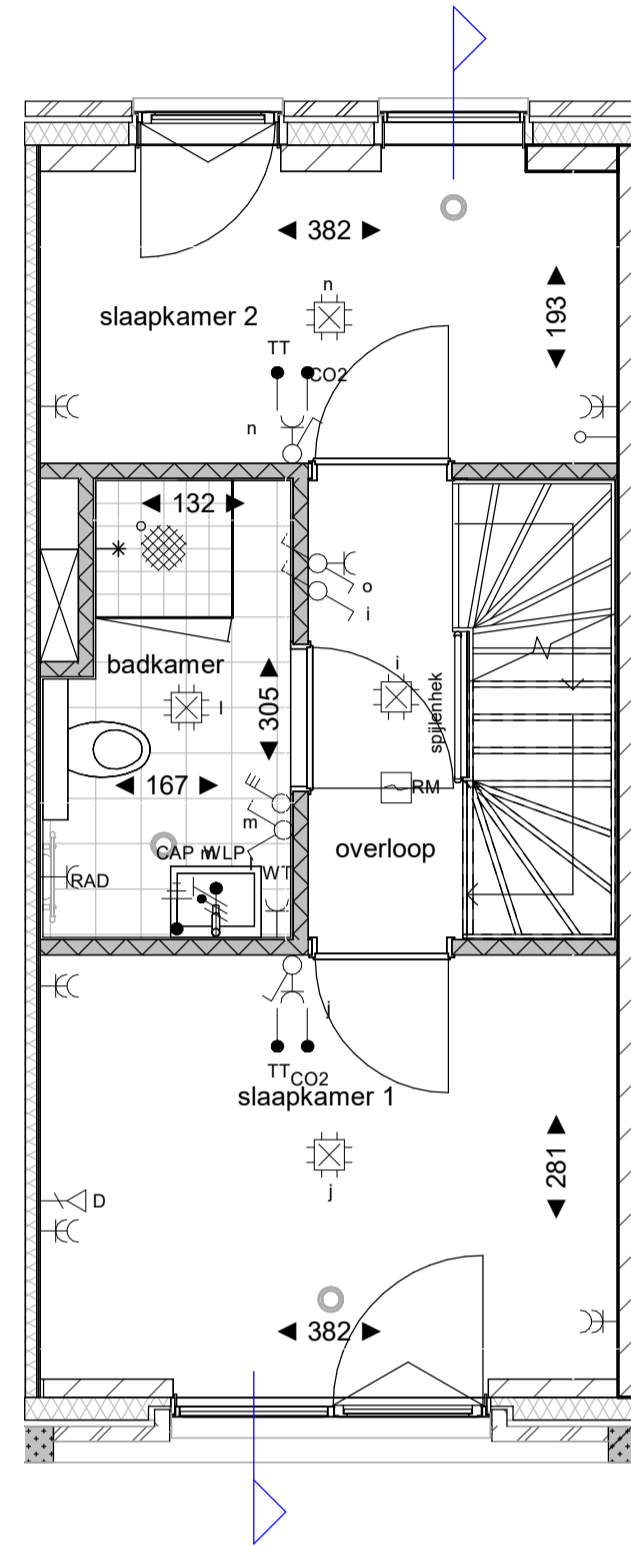 382
n
193
slaapkamer 2
TT
CO2
n
132
o
i
badkamer
i
l
305
spijlenhek
167
RM
m
overloop
CAP
WLP
l
WT
RAD
j
TT
CO2
slaapkamer 1
281
j
D
382